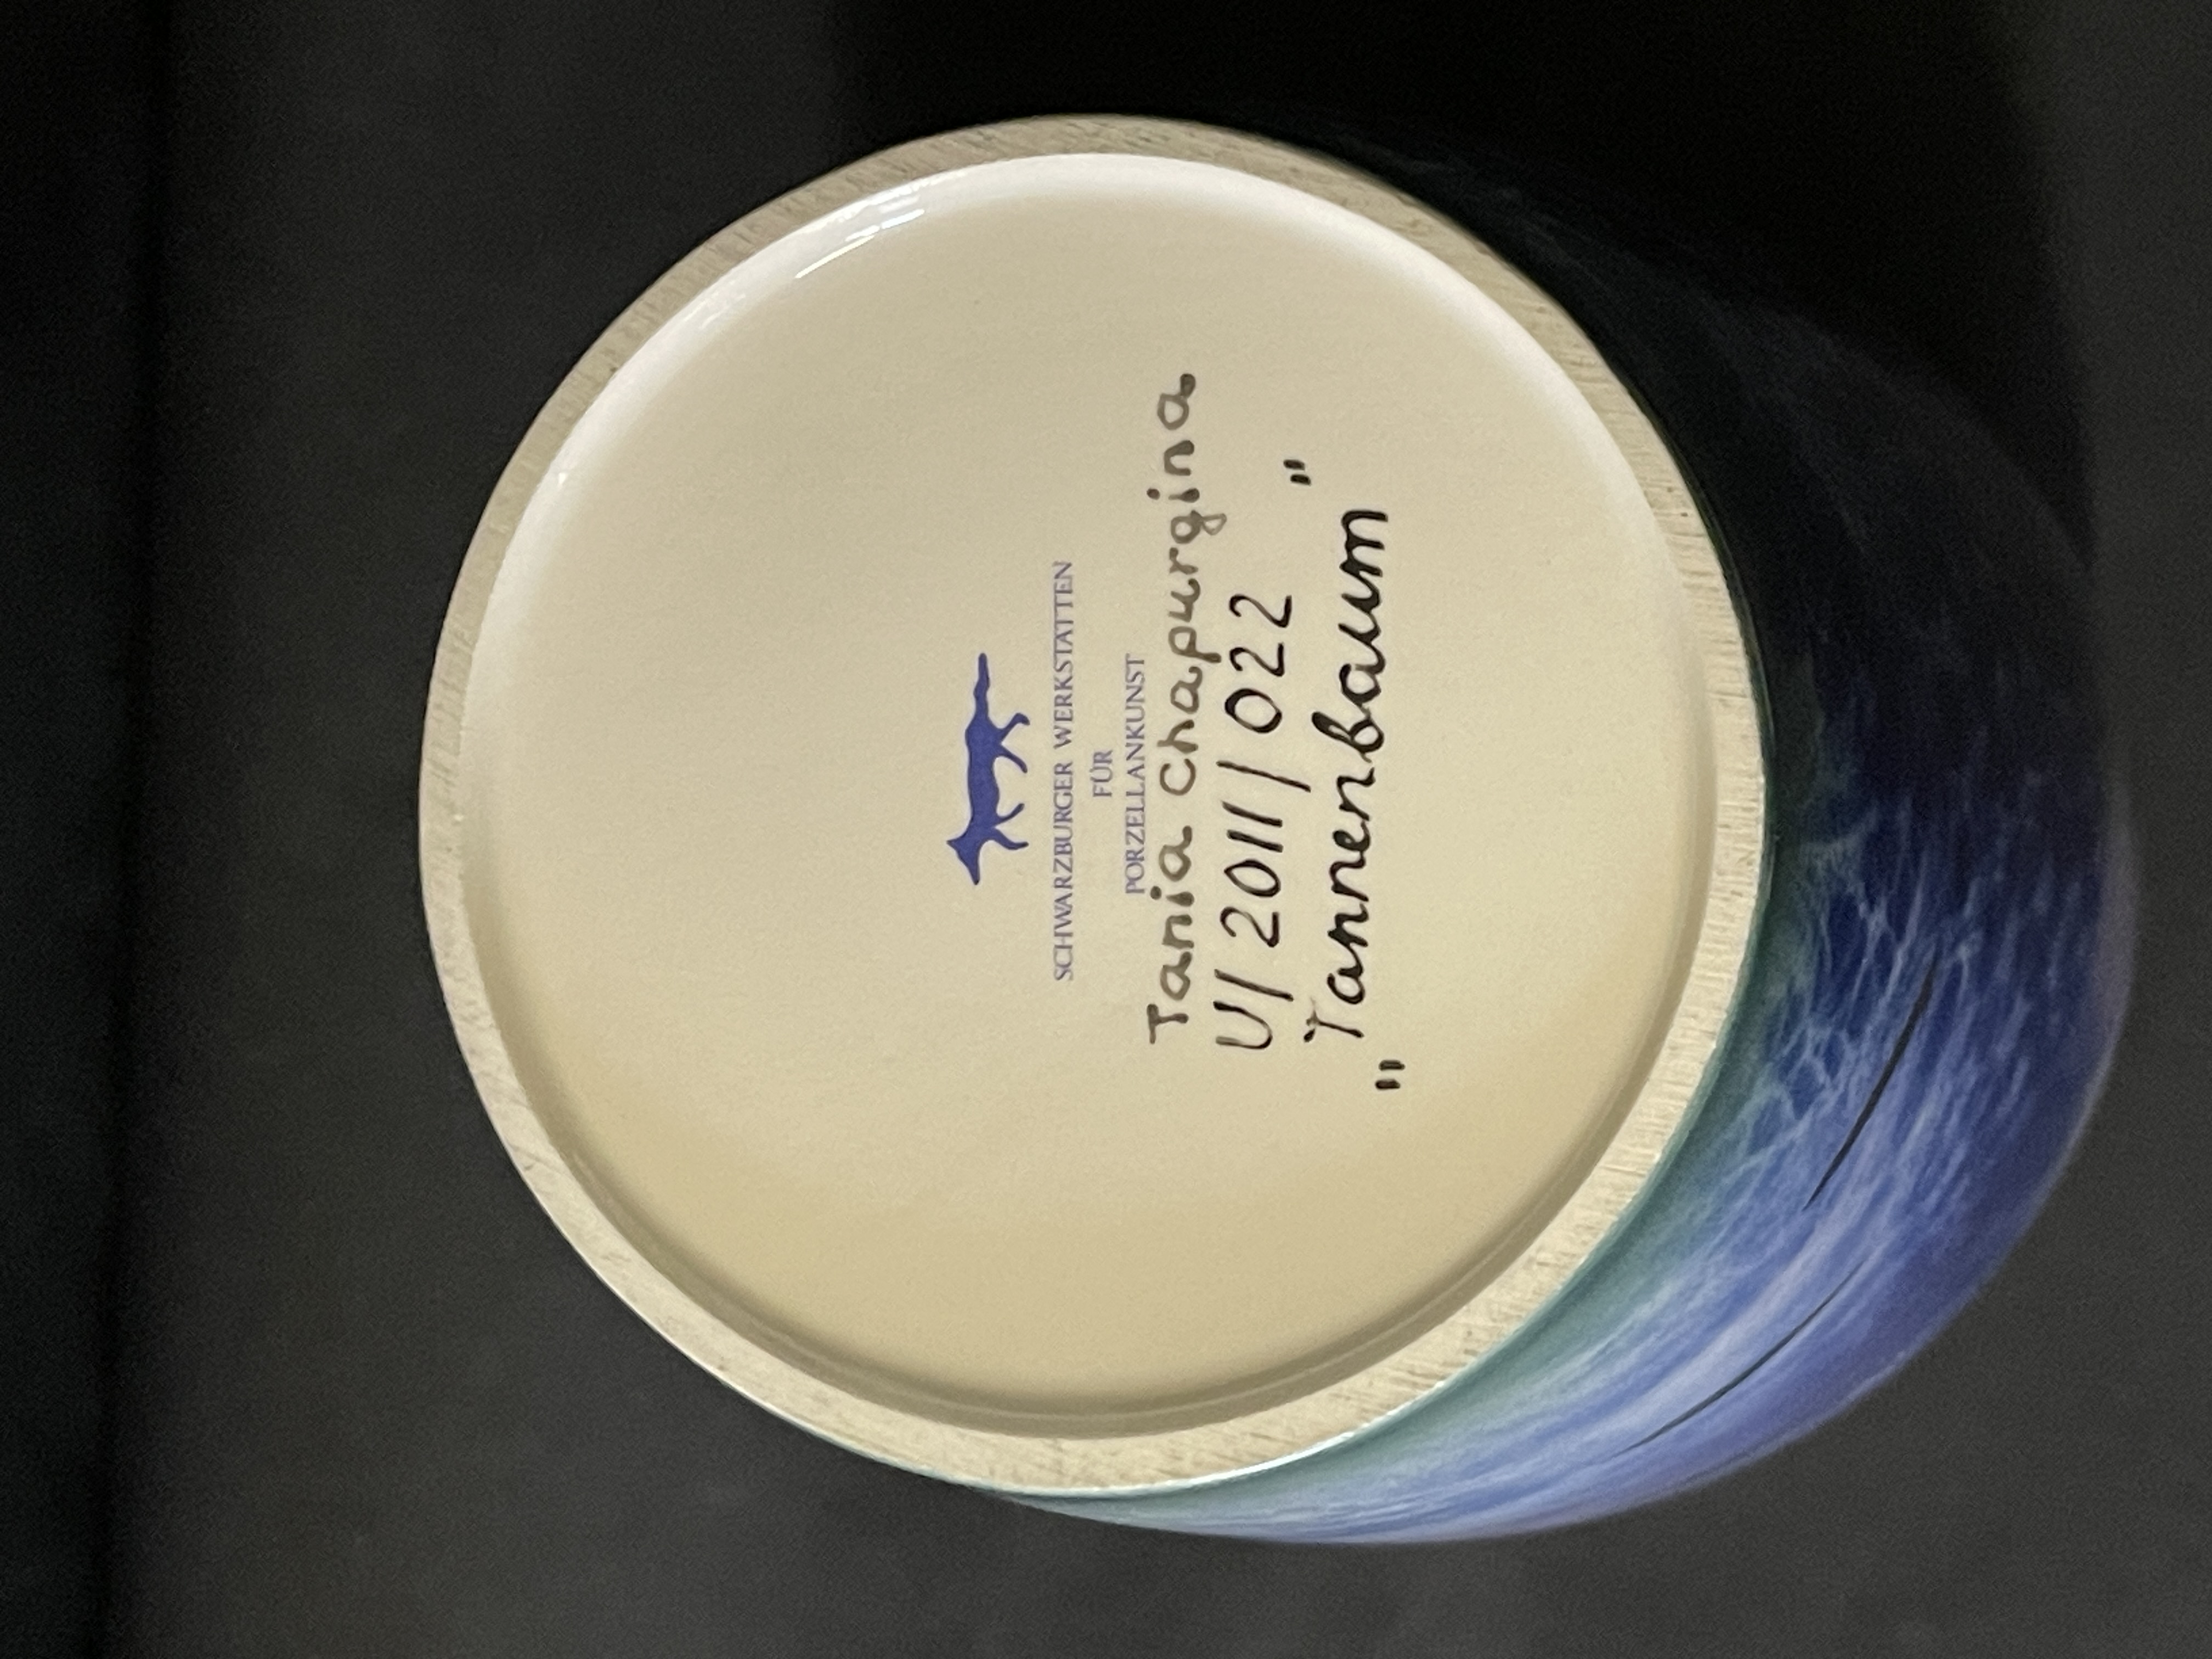 SCHWARZBURGER WERKSTÄTTEN
FÜR
PORZELLANKUNST
Tania Chapurgina
U/2011/022
"Tannenbaum"